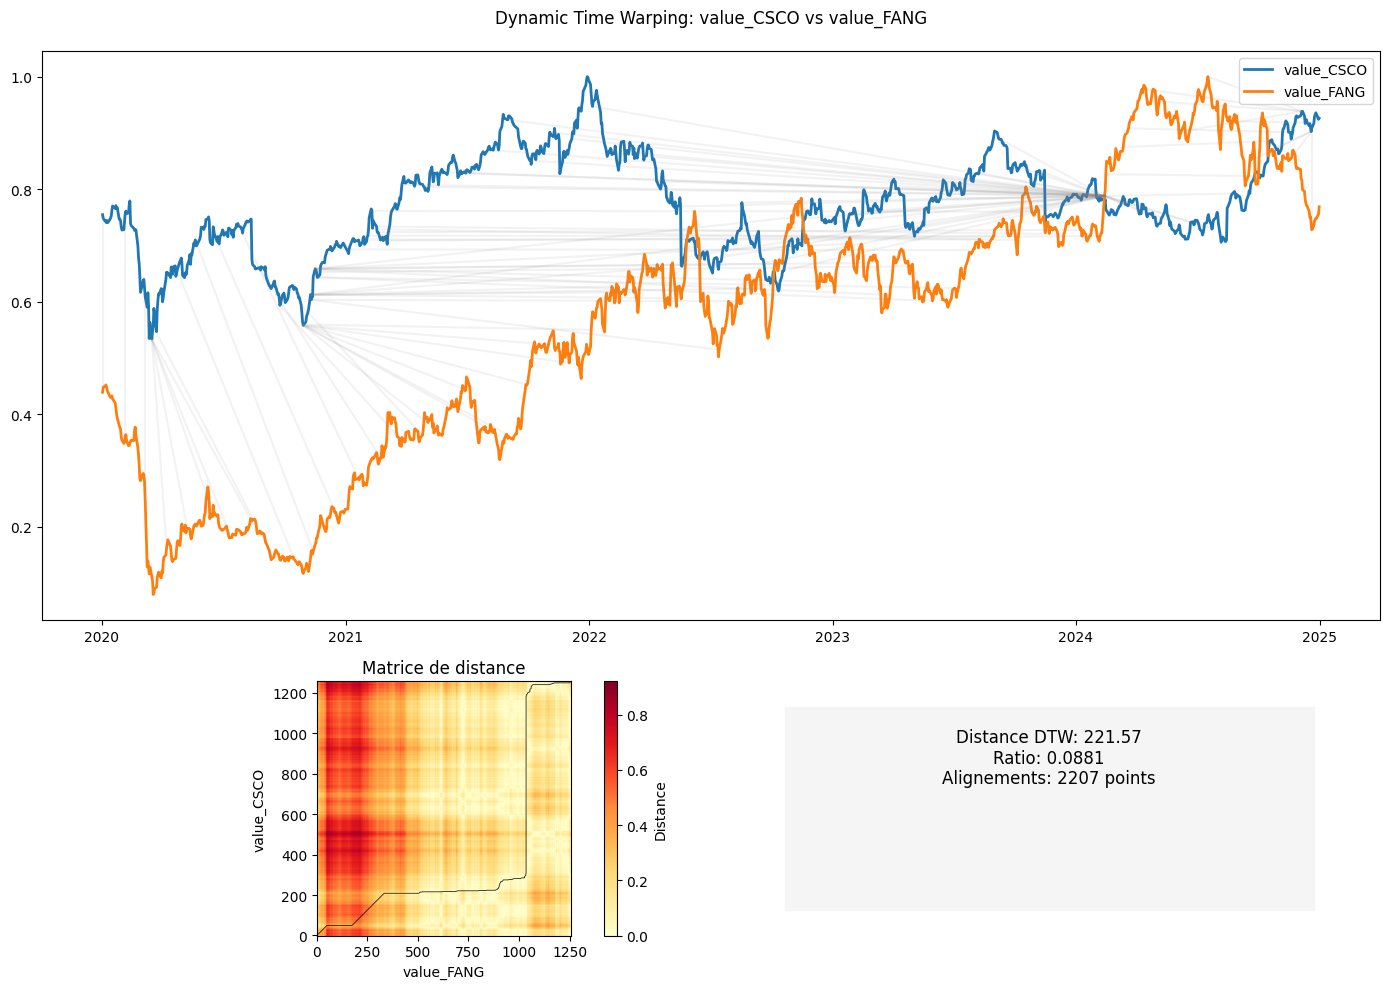 Dynamic Time Warping: value_CSCO vs value_FANG
value_CSCO
value_FANG
1.0
0.8
0.6
0.4
0.2
2020 2021 2022 2023 2024 2025
Matrice de distance
1200
1000
800
600
400
200
0
value_CSCO
0 250 500 750 1000 1250
value_FANG
0.8
0.6
0.4
0.2
0.0
Distance
Distance DTW: 221.57
Ratio: 0.0881
Alignements: 2207 points